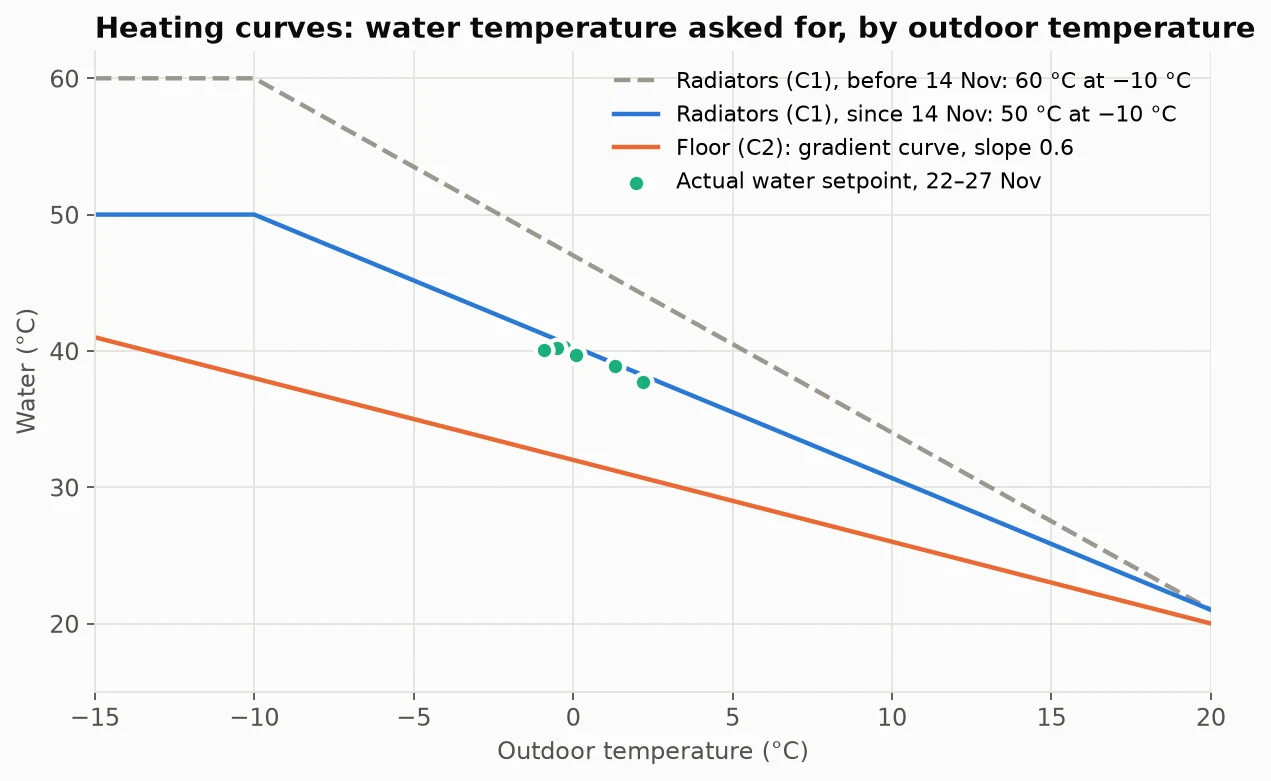 Heating curves: water temperature asked for, by outdoor temperature
Radiators (C1), before 14 Nov: 60 °C at −10 °C
Radiators (C1), since 14 Nov: 50 °C at −10 °C
Floor (C2): gradient curve, slope 0.6
Actual water setpoint, 22–27 Nov
Water (°C)
60
50
40
30
20
−15
−10
−5
0
5
10
15
20
Outdoor temperature (°C)